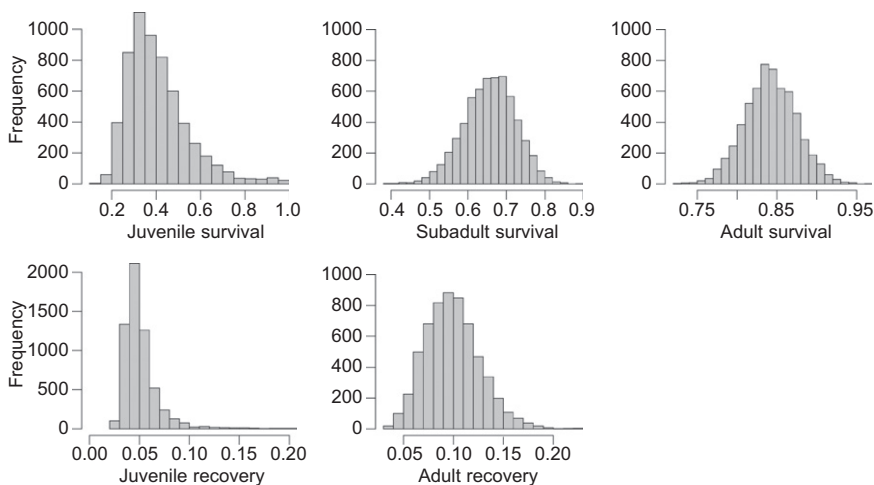 1000
800
600
400
200
0
Frequency
0.2 0.4 0.6 0.8 1.0
Juvenile survival
1000
800
600
400
200
0
0.4 0.5 0.6 0.7 0.8 0.9
Subadult survival
1000
800
600
400
200
0
0.75 0.85 0.95
Adult survival
2000
1500
1000
500
0
Frequency
0.00 0.05 0.10 0.15 0.20
Juvenile recovery
1000
800
600
400
200
0
0.05 0.10 0.15 0.20
Adult recovery